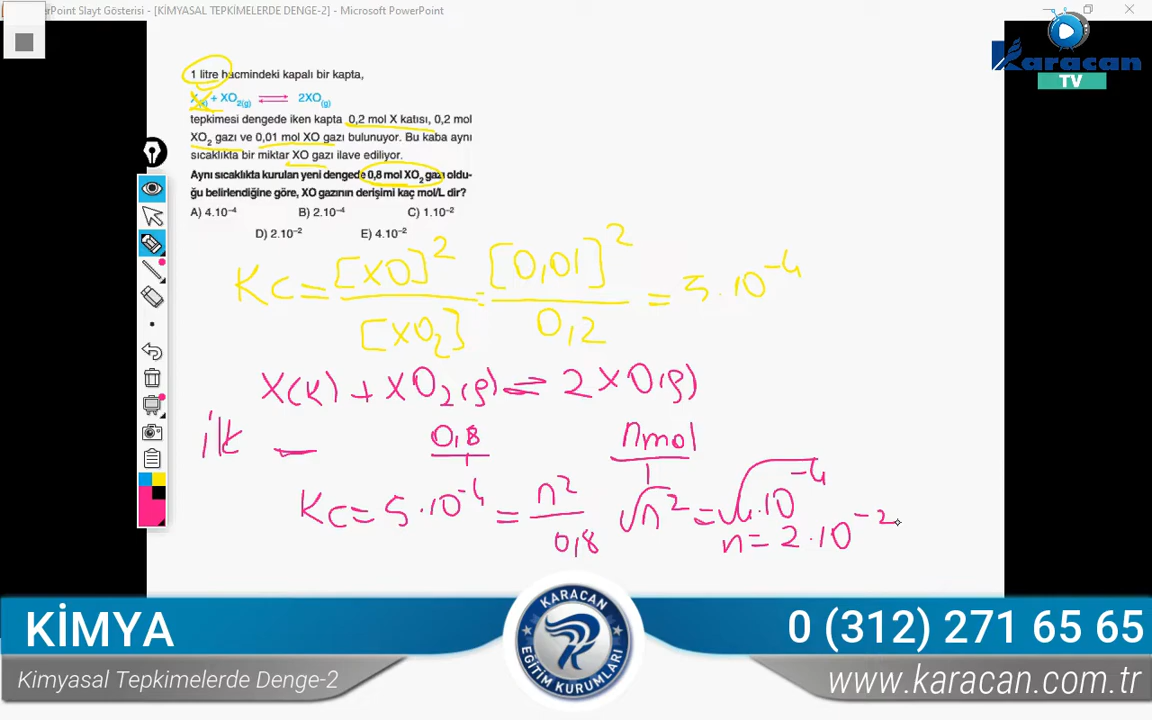 PowerPoint Slayt Gösterisi - [KİMYASAL TEPKİMELERDE DENGE-2] - Microsoft PowerPoint
Karacan
TV
1 litre hacmindeki kapalı bir kapta,
X(k) + XO2(g) ⇌ 2XO(g)
tepkimesi dengede iken kapta 0,2 mol X katısı, 0,2 mol
XO2 gazı ve 0,01 mol XO gazı bulunuyor. Bu kaba aynı
sıcaklıkta bir miktar XO gazı ilave ediliyor.
Aynı sıcaklıkta kurulan yeni dengede 0,8 mol XO2 gazı oldu-
ğu belirlendiğine göre, XO gazının derişimi kaç mol/L dir?
A) 4.10⁻⁴ B) 2.10⁻⁴ C) 1.10⁻²
D) 2.10⁻² E) 4.10⁻²
Kc = [XO]² / [XO2] = [0,01]² / 0,2 = 5.10⁻⁴
X(k) + XO2(g) ⇌ 2XO(g)
ilk — 0,8/1 n mol/1
Kc = 5.10⁻⁴ = n²/0,8 √n² = √4.10⁻⁴
n = 2.10⁻²
KİMYA
0 (312) 271 65 65
KARACAN
EĞİTİM KURUMLARI
Kimyasal Tepkimelerde Denge-2
www.karacan.com.tr